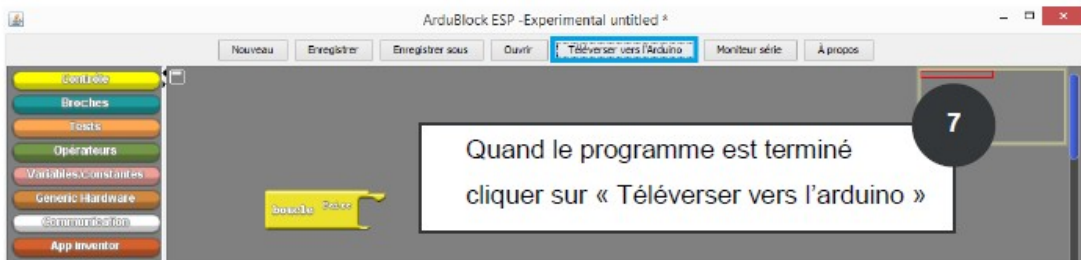 ArduBlock ESP -Experimental untitled *
Nouveau Enregistrer Enregistrer sous Ouvrir Téléverser vers l'Arduino Moniteur série À propos
Contrôle
Broches
Tests
Opérateurs
Variables/Constantes
Generic Hardware
Communication
App Inventor
boucle Faire
7
Quand le programme est terminé
cliquer sur « Téléverser vers l'arduino »